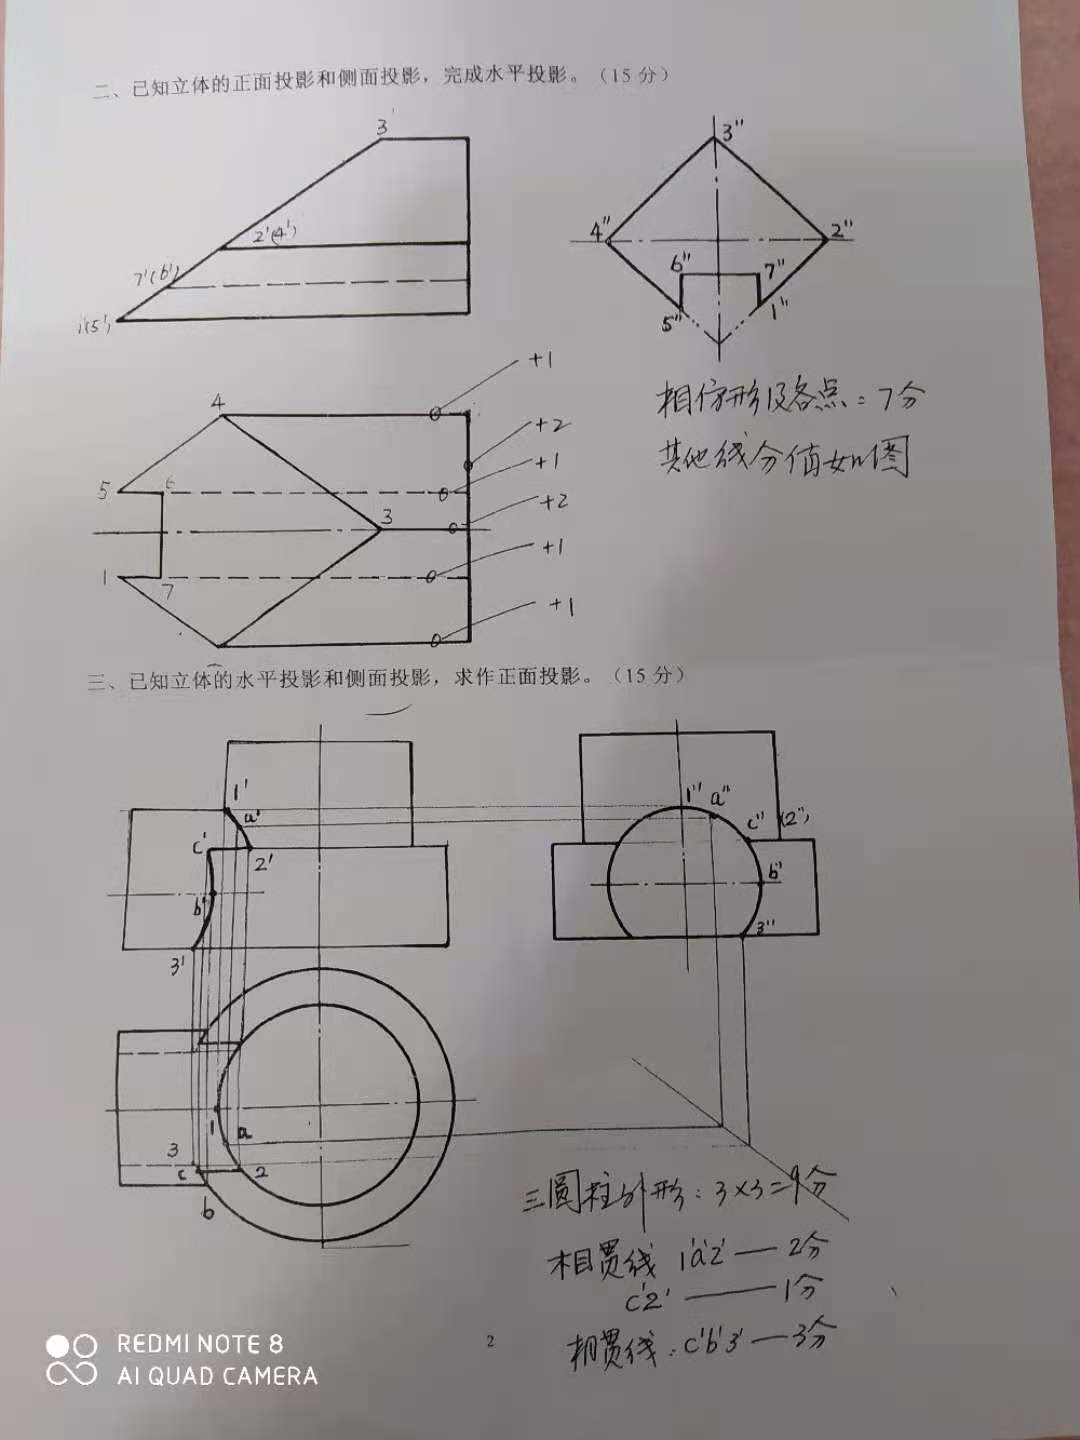 二、已知立体的正面投影和侧面投影，完成水平投影。（15 分）
3'
2'(4')
7'(6')
1'(5')
3"
4"
2"
6"
7"
5"
1"
+1
4
+2
+1
5
6
3
+2
1
7
+1
+1
相仿形及各点：7分
其他线分值如图
三、已知立体的水平投影和侧面投影，求作正面投影。（15 分）
1'
a'
c'
2'
b'
3'
1"
a"
c"
(2")
b"
3"
1
a
3
c
2
b
三圆柱外形：3×3=9分
相贯线 1'a'2' — 2分
c'2' — 1分
相贯线：c'b'3' — 3分
2
REDMI NOTE 8
AI QUAD CAMERA